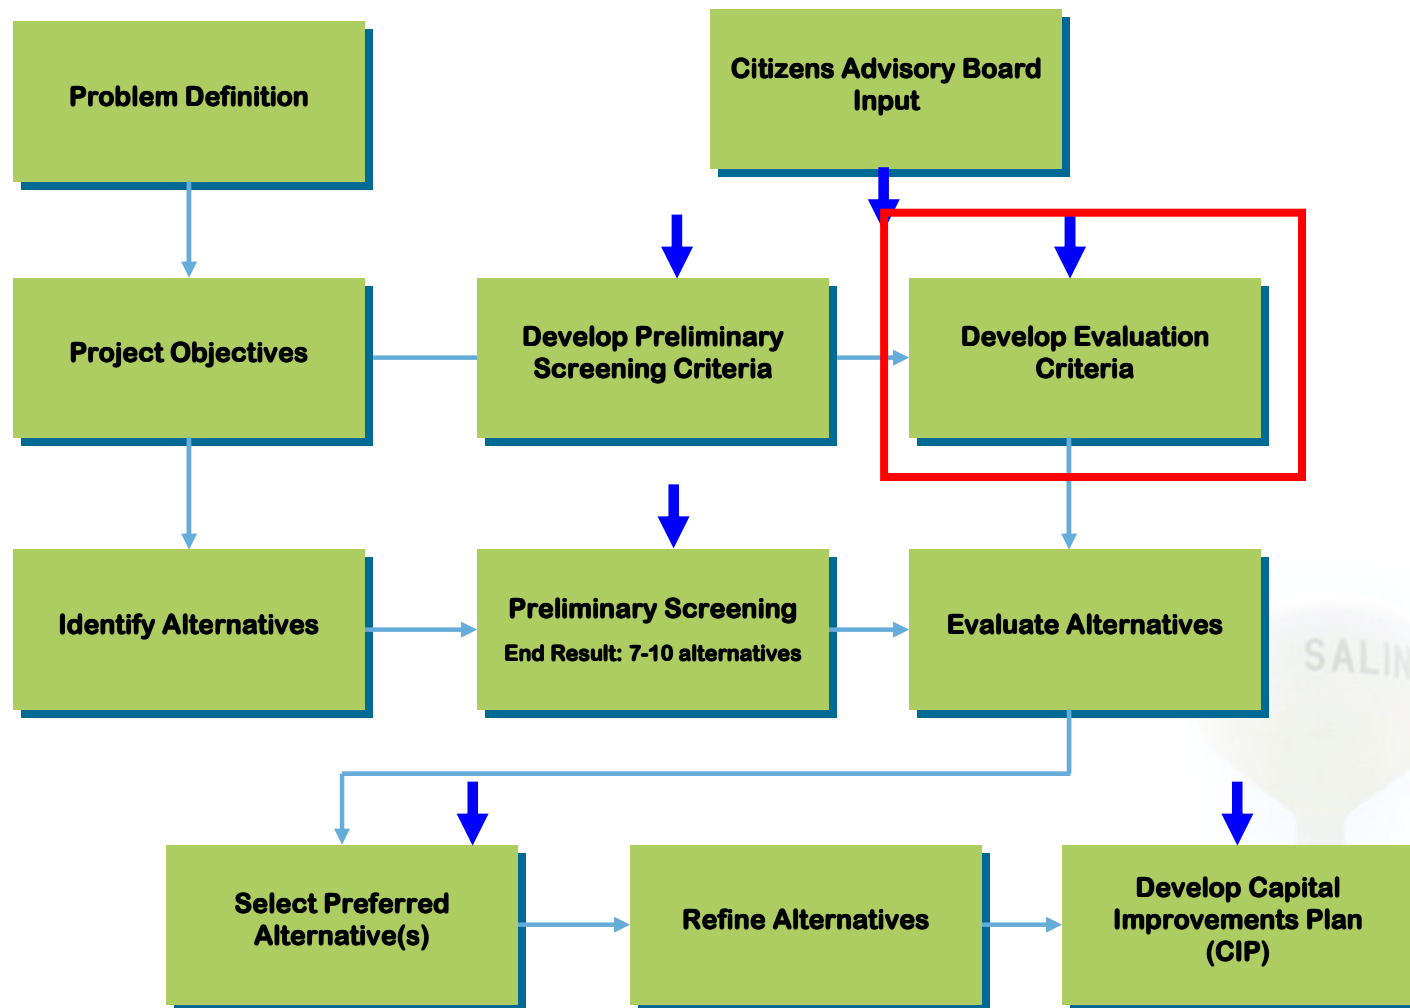 Problem Definition
Citizens Advisory Board
Input
Project Objectives
Develop Preliminary
Screening Criteria
Develop Evaluation
Criteria
Identify Alternatives
Preliminary Screening
End Result: 7-10 alternatives
Evaluate Alternatives
SALIN
Select Preferred
Alternative(s)
Refine Alternatives
Develop Capital
Improvements Plan
(CIP)